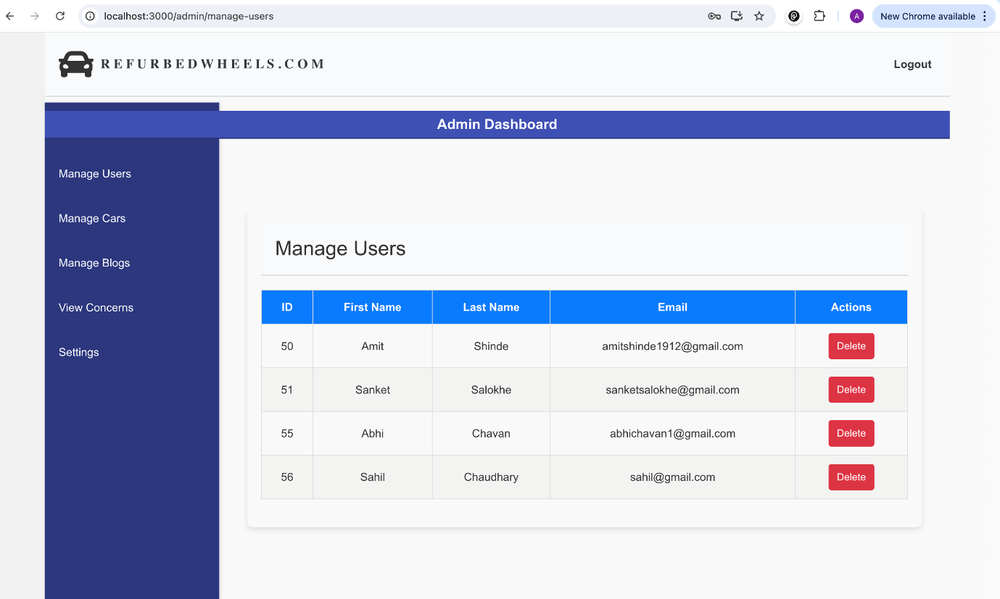 localhost:3000/admin/manage-users
A
New Chrome available
REFURBEDWHEELS.COM
Logout
Admin Dashboard
Manage Users
Manage Cars
Manage Blogs
View Concerns
Settings
Manage Users
ID First Name Last Name Email Actions
50 Amit Shinde amitshinde1912@gmail.com Delete
51 Sanket Salokhe sanketsalokhe@gmail.com Delete
55 Abhi Chavan abhichavan1@gmail.com Delete
56 Sahil Chaudhary sahil@gmail.com Delete